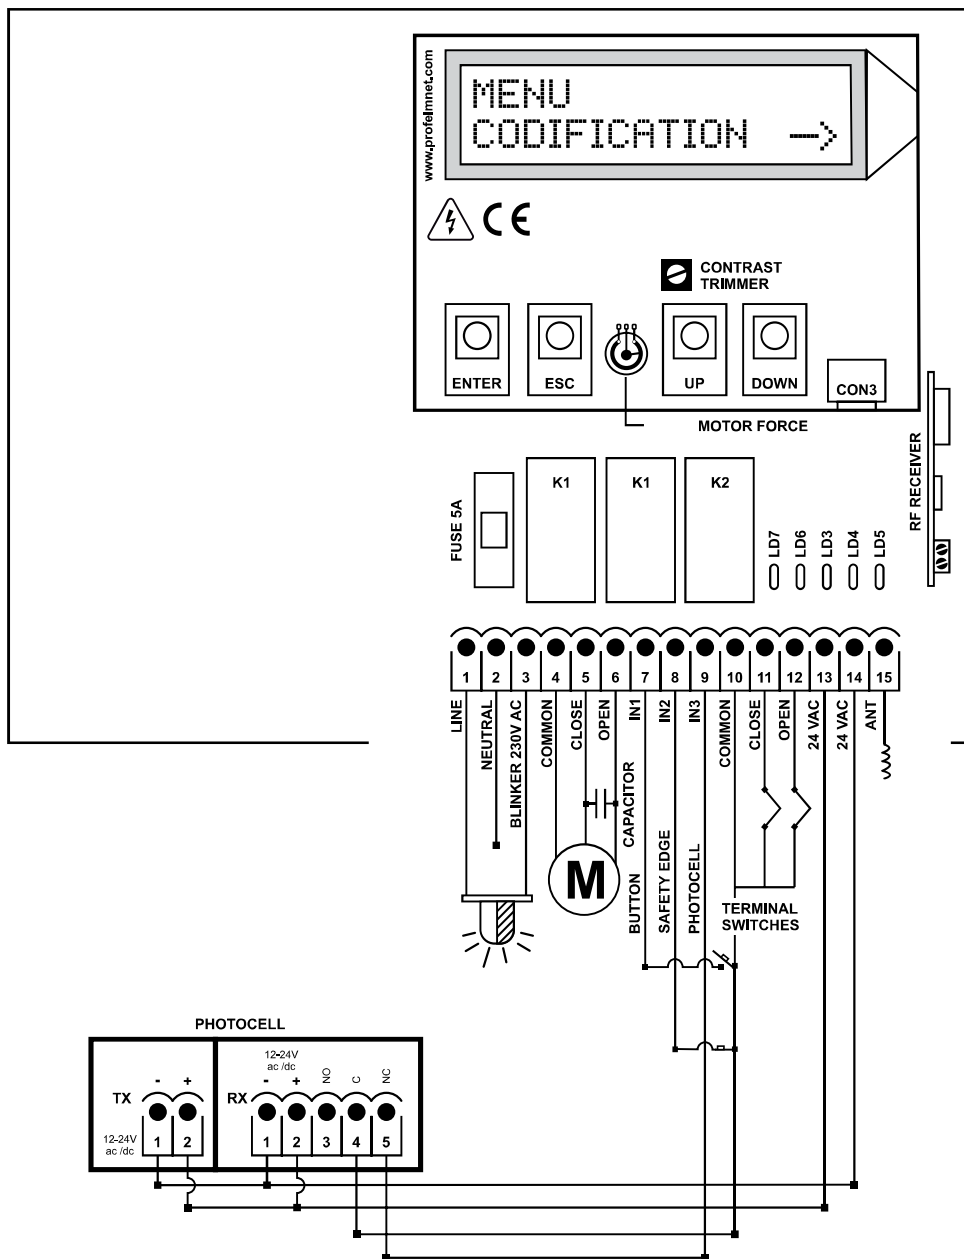 www.profelmnet.com
MENU
CODIFICATION
CE
CONTRAST
TRIMMER
ENTER
ESC
UP
DOWN
CON3
MOTOR FORCE
RF RECEIVER
FUSE 5A
K1
K1
K2
LD7
LD6
LD3
LD4
LD5
1
2
3
4
5
6
7
8
9
10
11
12
13
14
15
LINE
NEUTRAL
BLINKER 230V AC
COMMON
CLOSE
OPEN
IN1
IN2
IN3
COMMON
CLOSE
OPEN
24 VAC
24 VAC
ANT
CAPACITOR
M
BUTTON
SAFETY EDGE
PHOTOCELL
TERMINAL
SWITCHES
PHOTOCELL
TX
- +
12-24V
ac /dc
1 2
RX
12-24V
ac /dc
- +
NO
C
NC
1 2 3 4 5